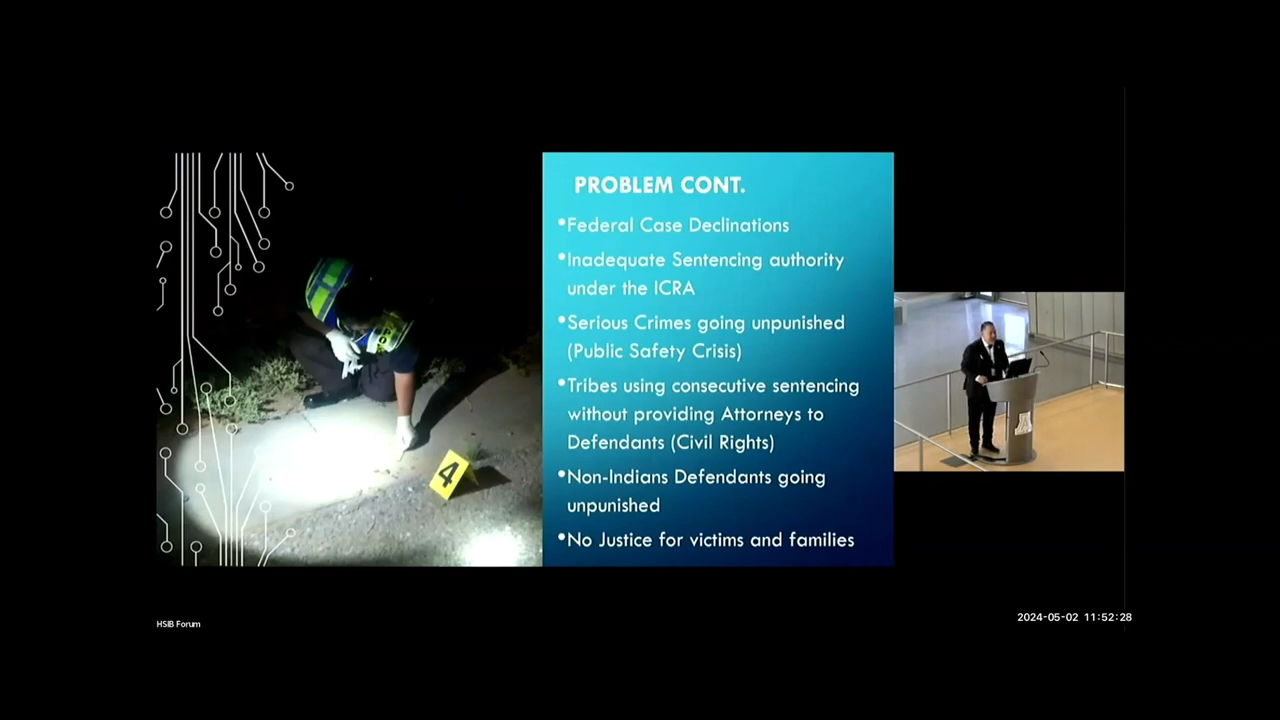 PROBLEM CONT.
•Federal Case Declinations
•Inadequate Sentencing authority
under the ICRA
•Serious Crimes going unpunished
(Public Safety Crisis)
•Tribes using consecutive sentencing
without providing Attorneys to
Defendants (Civil Rights)
•Non-Indians Defendants going
unpunished
•No Justice for victims and families
4
A
HSIB Forum
2024-05-02 11:52:28